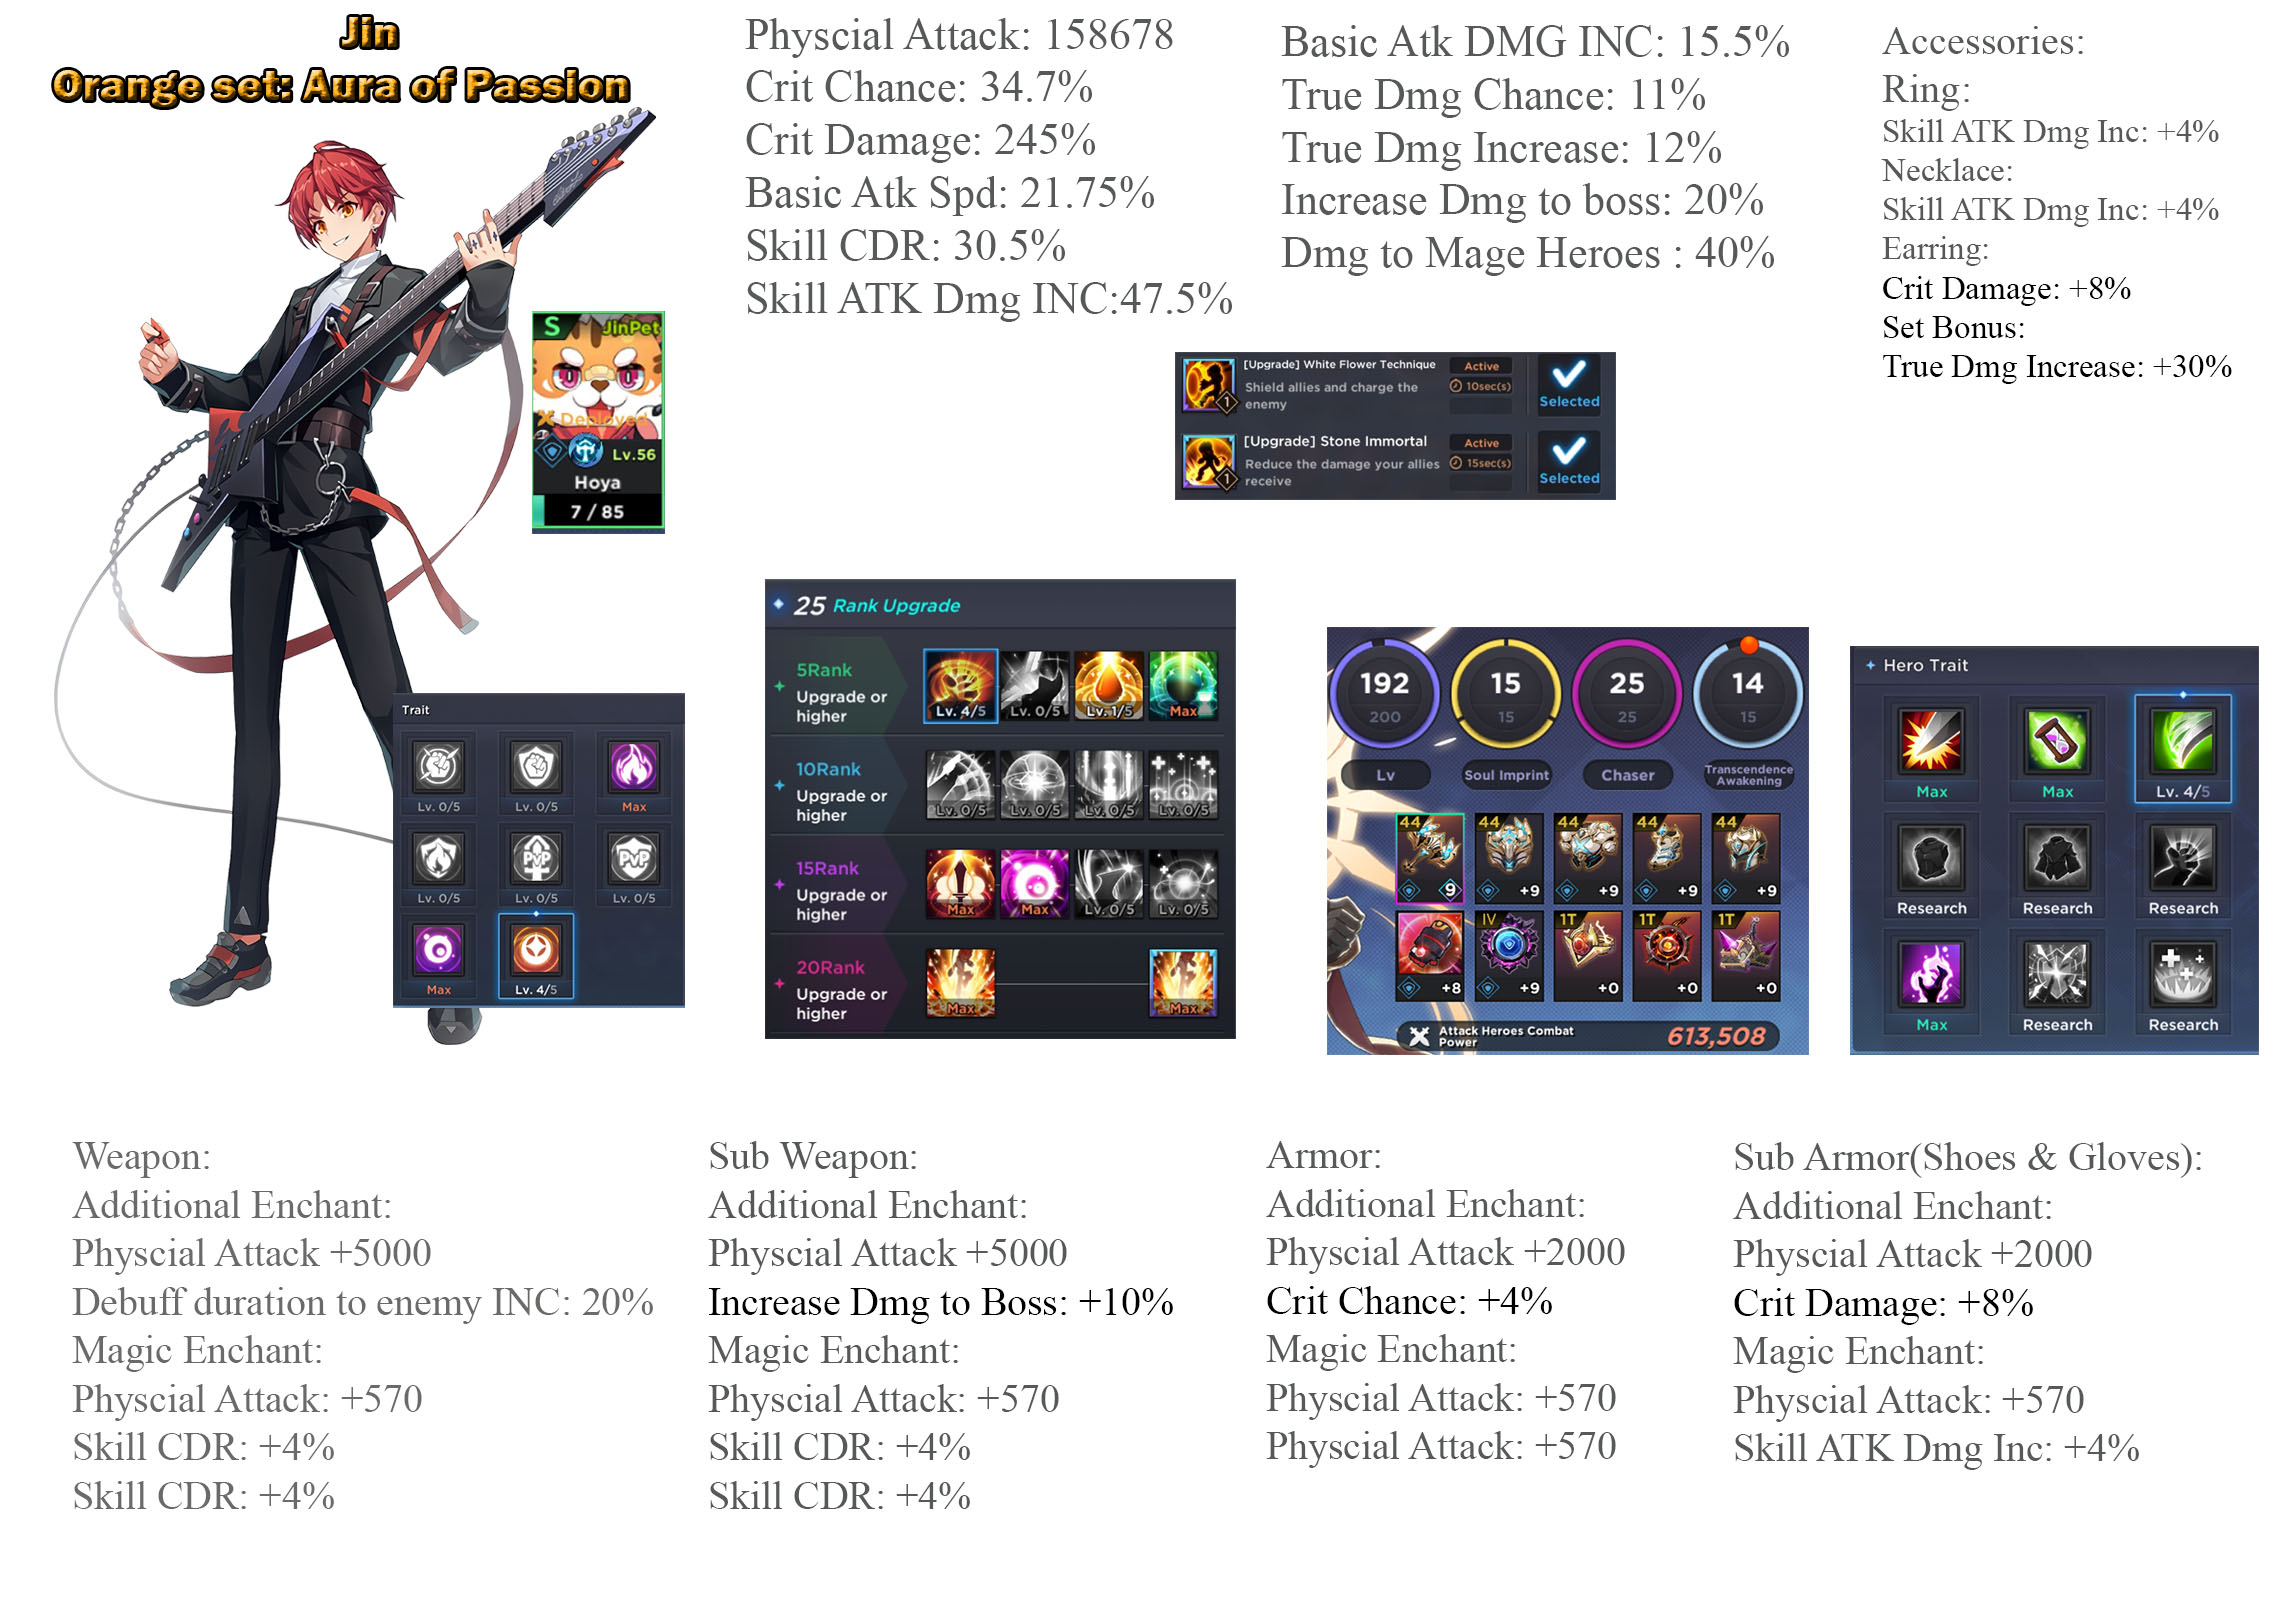 Jin
Orange set: Aura of Passion
Physcial Attack: 158678
Crit Chance: 34.7%
Crit Damage: 245%
Basic Atk Spd: 21.75%
Skill CDR: 30.5%
Skill ATK Dmg INC:47.5%
Basic Atk DMG INC: 15.5%
True Dmg Chance: 11%
True Dmg Increase: 12%
Increase Dmg to boss: 20%
Dmg to Mage Heroes : 40%
Accessories:
Ring:
Skill ATK Dmg Inc: +4%
Necklace:
Skill ATK Dmg Inc: +4%
Earring:
Crit Damage: +8%
Set Bonus:
True Dmg Increase: +30%
S JinPet
Deployed
Lv.56
Hoya
7 / 85
[Upgrade] White Flower Technique
Shield allies and charge the
enemy
1
Active
10sec(s)
Selected
[Upgrade] Stone Immortal
Reduce the damage your allies
receive
1
Active
15sec(s)
Selected
Trait
Lv. 0/5 Lv. 0/5 Max
Lv. 0/5 Lv. 0/5 Lv. 0/5
PvP PvP
Max Lv. 4/5
25 Rank Upgrade
5Rank
Upgrade or
higher
Lv. 4/5 Lv. 0/5 Lv. 1/5 Max
10Rank
Upgrade or
higher
Lv. 0/5 Lv. 0/5 Lv. 0/5 Lv. 0/5
15Rank
Upgrade or
higher
Max Max Lv. 0/5 Lv. 0/5
20Rank
Upgrade or
higher
Max Max
192 15 25 14
200 15 25 15
Lv Soul Imprint Chaser Transcendence
Awakening
44 44 44 44 44
9 +9 +9 +9 +9
IV 1T 1T 1T
+8 +9 +0 +0 +0
Attack Heroes Combat
Power
613,508
Hero Trait
Max Max Lv. 4/5
Research Research Research
Max Research Research
Weapon:
Additional Enchant:
Physcial Attack +5000
Debuff duration to enemy INC: 20%
Magic Enchant:
Physcial Attack: +570
Skill CDR: +4%
Skill CDR: +4%
Sub Weapon:
Additional Enchant:
Physcial Attack +5000
Increase Dmg to Boss: +10%
Magic Enchant:
Physcial Attack: +570
Skill CDR: +4%
Skill CDR: +4%
Armor:
Additional Enchant:
Physcial Attack +2000
Crit Chance: +4%
Magic Enchant:
Physcial Attack: +570
Physcial Attack: +570
Sub Armor(Shoes & Gloves):
Additional Enchant:
Physcial Attack +2000
Crit Damage: +8%
Magic Enchant:
Physcial Attack: +570
Skill ATK Dmg Inc: +4%